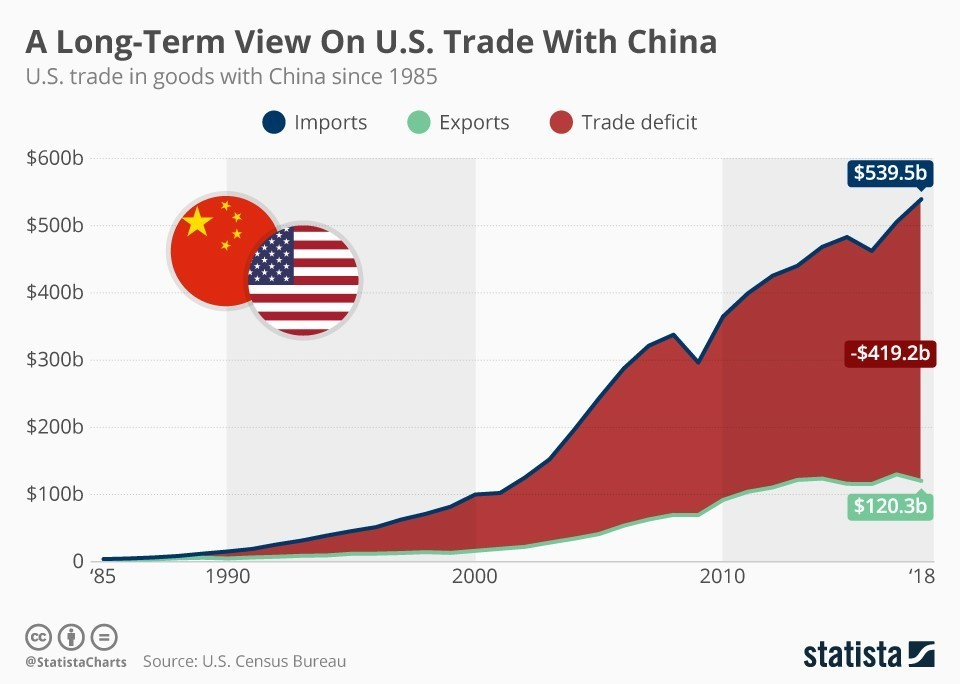 A Long-Term View On U.S. Trade With China
U.S. trade in goods with China since 1985
Imports Exports Trade deficit
$600b
$539.5b
$500b
$400b
-$419.2b
$300b
$200b
$100b
$120.3b
0
‘85 1990 2000 2010 ‘18
cc
@StatistaCharts Source: U.S. Census Bureau
statista